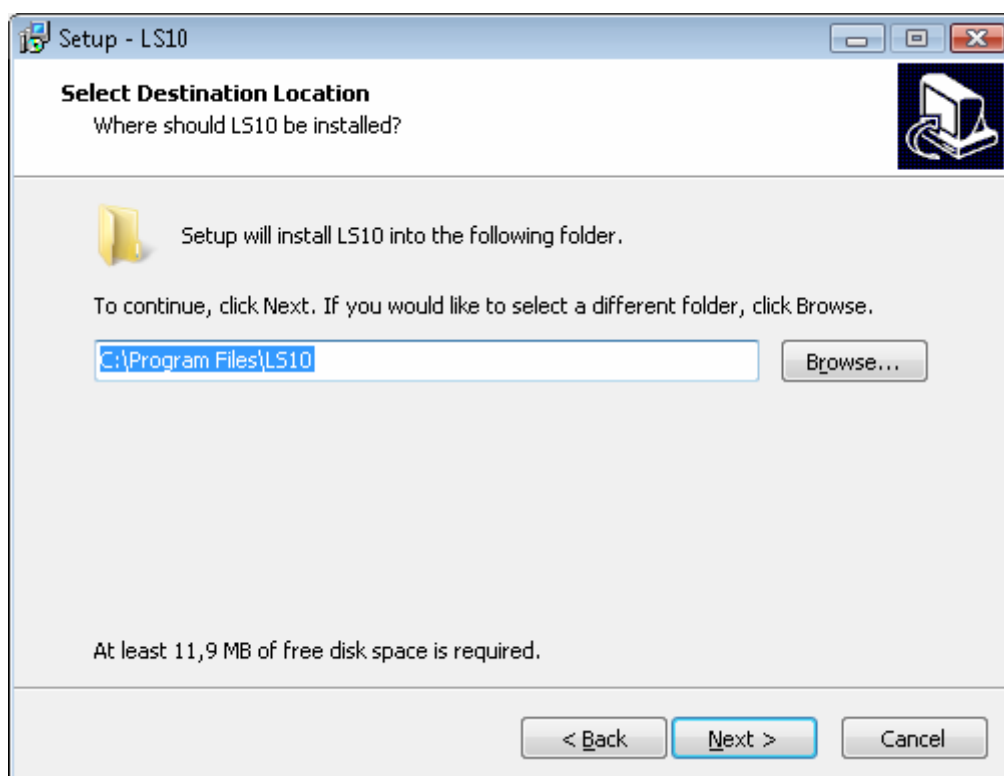 Setup - LS10
Select Destination Location
Where should LS10 be installed?
Setup will install LS10 into the following folder.
To continue, click Next. If you would like to select a different folder, click Browse.
C:\Program Files\LS10
Browse...
At least 11,9 MB of free disk space is required.
< Back
Next >
Cancel